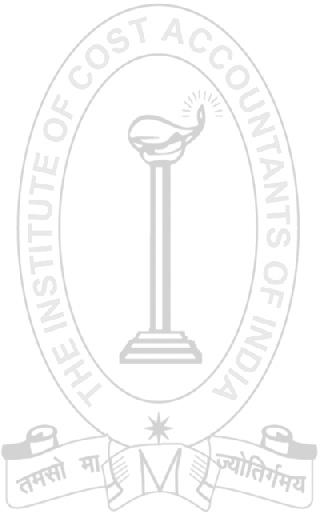 THE INSTITUTE OF COST ACCOUNTANTS OF INDIA
तमसो मा ज्योतिर्गमय